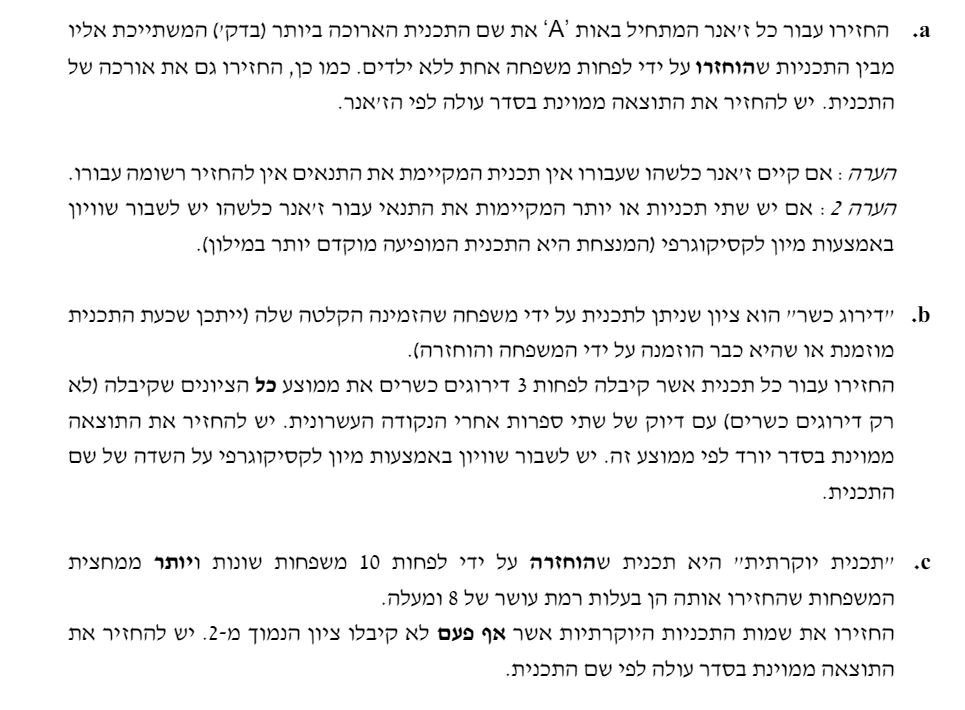 a. החזירו עבור כל ז׳אנר המתחיל באות ’A‘ את שם התכנית הארוכה ביותר (בדק׳) המשתייכת אליו
מבין התכניות שהוחזרו על ידי לפחות משפחה אחת ללא ילדים. כמו כן, החזירו גם את אורכה של
התכנית. יש להחזיר את התוצאה ממוינת בסדר עולה לפי הז׳אנר.
הערה: אם קיים ז׳אנר כלשהו שעבורו אין תכנית המקיימת את התנאים אין להחזיר רשומה עבורו.
הערה 2: אם יש שתי תכניות או יותר המקיימות את התנאי עבור ז׳אנר כלשהו יש לשבור שוויון
באמצעות מיון לקסיקוגרפי (המנצחת היא התכנית המופיעה מוקדם יותר במילון).
b. ״דירוג כשר״ הוא ציון שניתן לתכנית על ידי משפחה שהזמינה הקלטה שלה (ייתכן שכעת התכנית
מוזמנת או שהיא כבר הוזמנה על ידי המשפחה והוחזרה).
החזירו עבור כל תכנית אשר קיבלה לפחות 3 דירוגים כשרים את ממוצע כל הציונים שקיבלה (לא
רק דירוגים כשרים) עם דיוק של שתי ספרות אחרי הנקודה העשרונית. יש להחזיר את התוצאה
ממוינת בסדר יורד לפי ממוצע זה. יש לשבור שוויון באמצעות מיון לקסיקוגרפי על השדה של שם
התכנית.
c. ״תכנית יוקרתית״ היא תכנית שהוחזרה על ידי לפחות 10 משפחות שונות ויותר ממחצית
המשפחות שהחזירו אותה הן בעלות רמת עושר של 8 ומעלה.
החזירו את שמות התכניות היוקרתיות אשר אף פעם לא קיבלו ציון הנמוך מ-2. יש להחזיר את
התוצאה ממוינת בסדר עולה לפי שם התכנית.